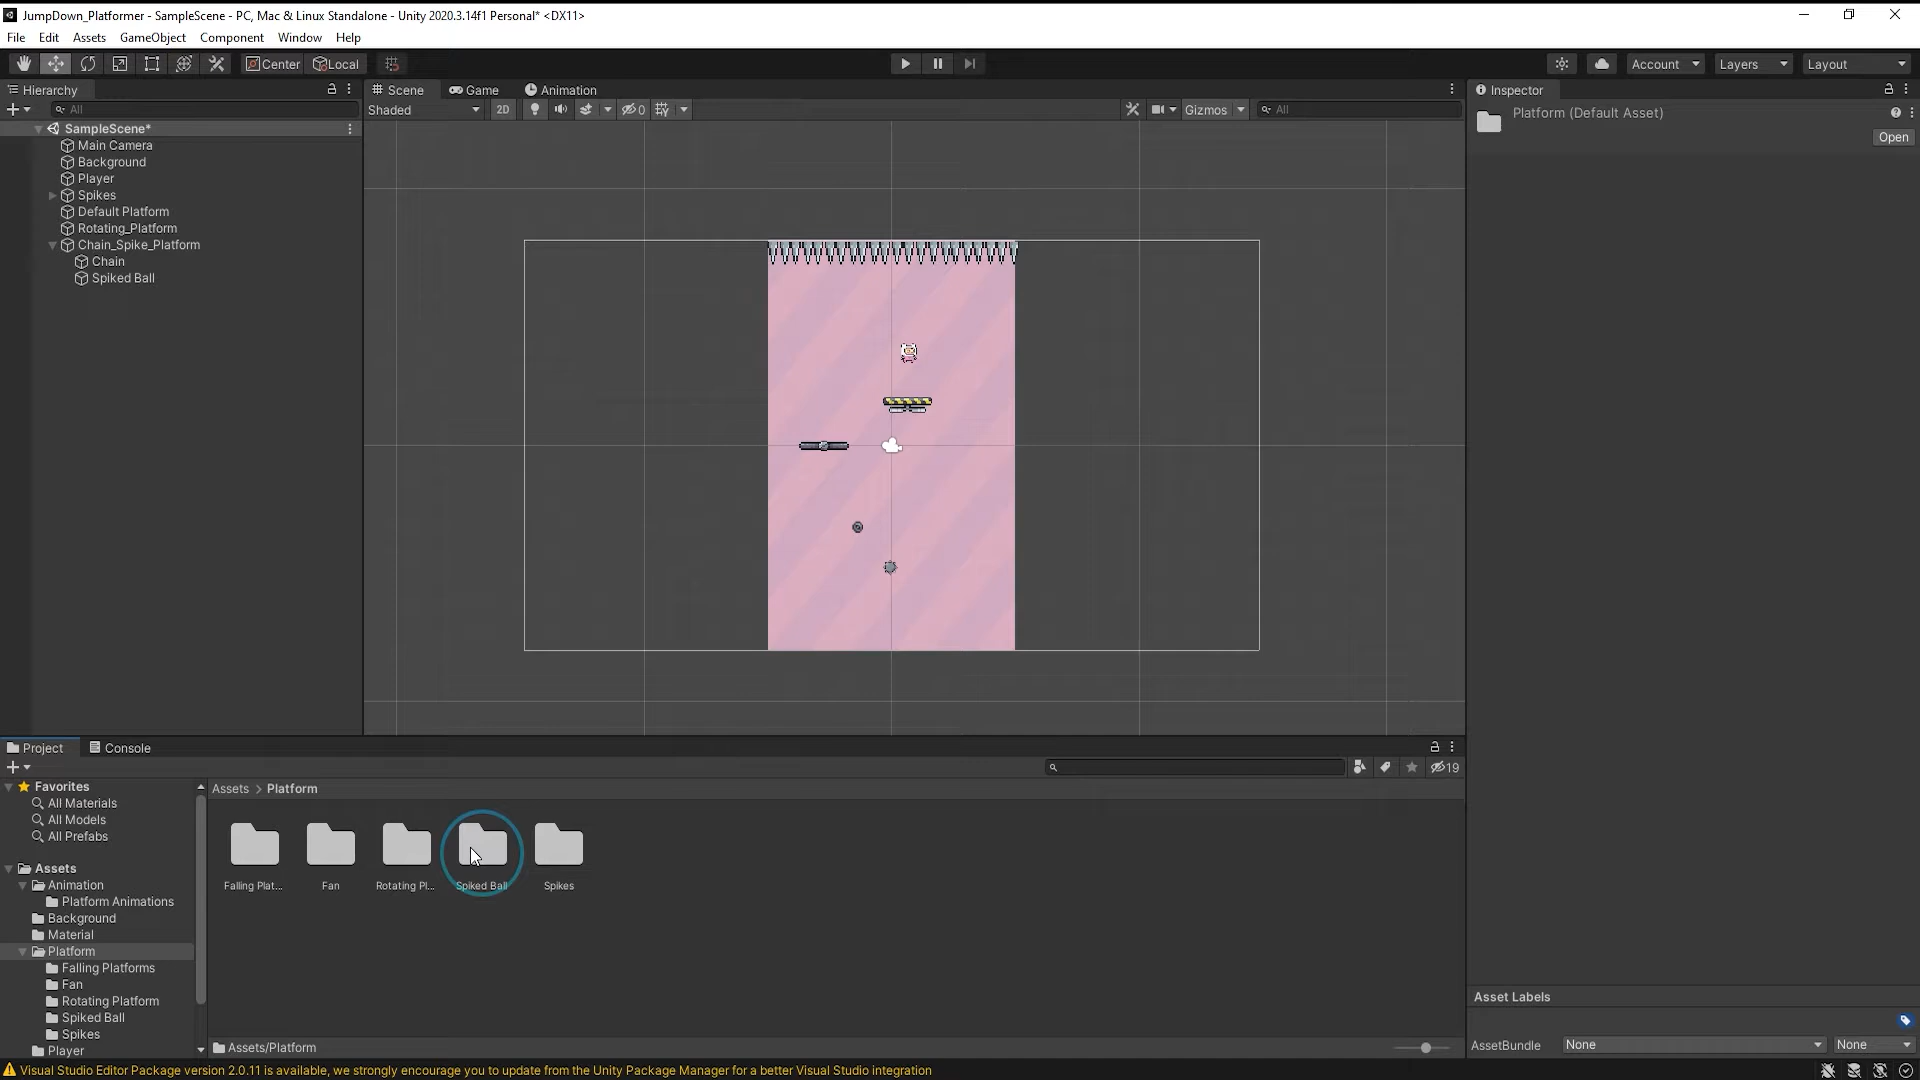 JumpDown_Platformer - SampleScene - PC, Mac & Linux Standalone - Unity 2020.3.14f1 Personal* <DX11>
File Edit Assets GameObject Component Window Help
Center Local
Account Layers Layout
Hierarchy
All
SampleScene*
Main Camera
Background
Player
Spikes
Default Platform
Rotating_Platform
Chain_Spike_Platform
Chain
Spiked Ball
Scene Game Animation
Shaded 2D 0 Gizmos All
Inspector
Platform (Default Asset)
Open
Project Console
19
Favorites
All Materials
All Models
All Prefabs
Assets
Animation
Platform Animations
Background
Material
Platform
Falling Platforms
Fan
Rotating Platform
Spiked Ball
Spikes
Player
Assets > Platform
Falling Plat... Fan Rotating Pl... Spiked Ball Spikes
Assets/Platform
Asset Labels
AssetBundle None None
Visual Studio Editor Package version 2.0.11 is available, we strongly encourage you to update from the Unity Package Manager for a better Visual Studio integration